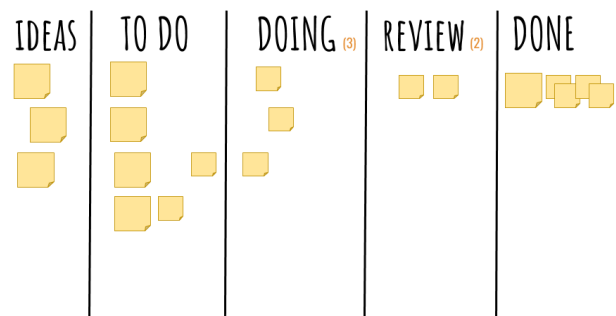 IDEAS
TO DO
DOING (3)
REVIEW (2)
DONE